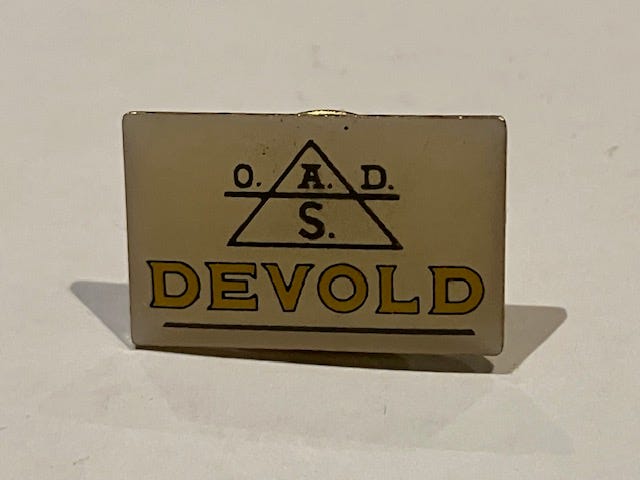 O. A. D.
S.
DEVOLD